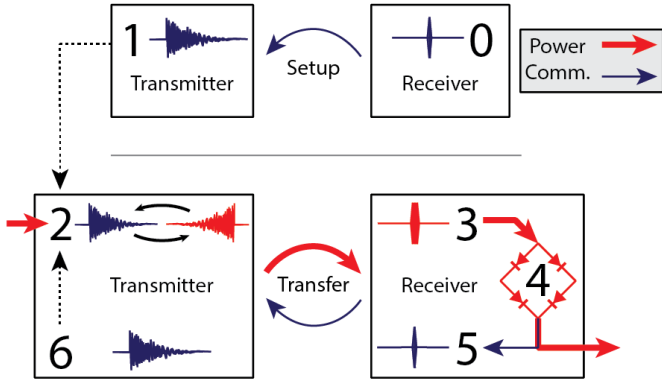 1
Transmitter
Setup
0
Receiver
Power
Comm.
2
Transmitter
6
Transfer
3
Receiver
4
5